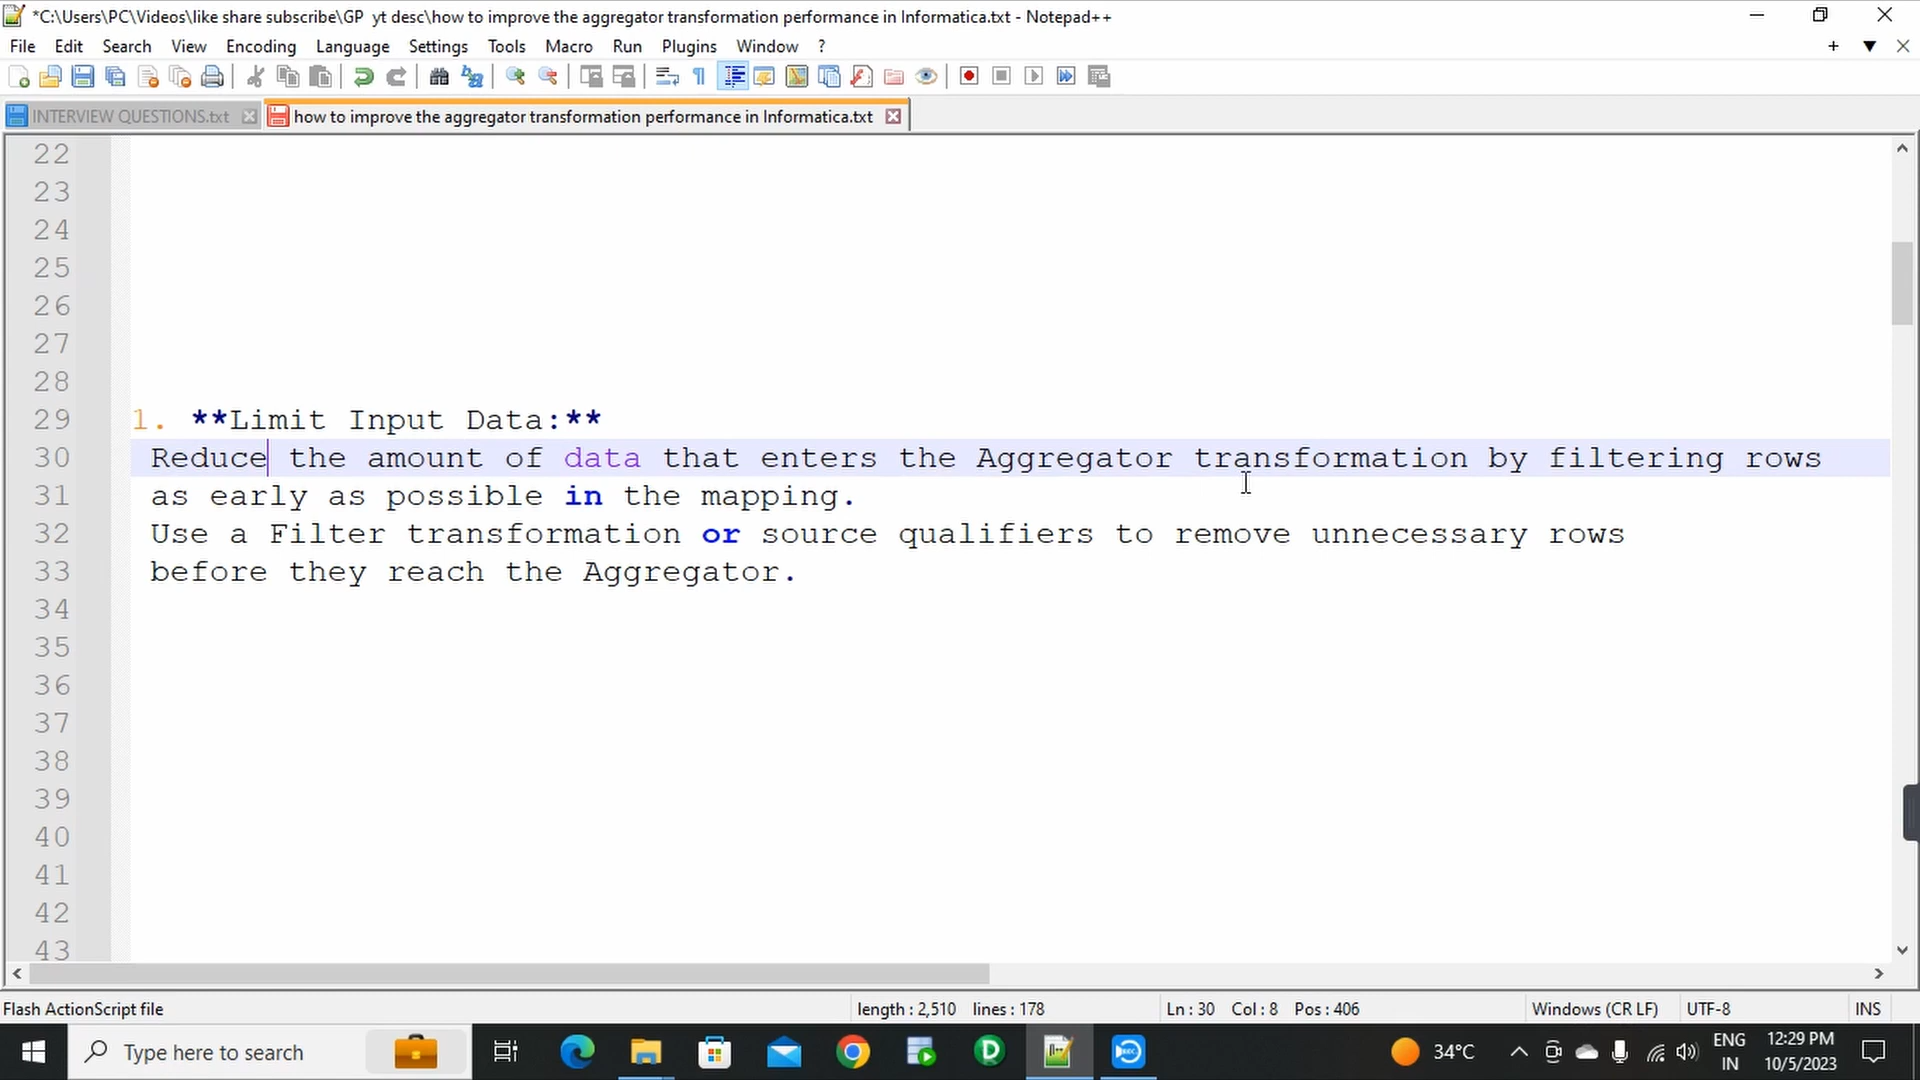 *C:\Users\PC\Videos\like share subscribe\GP  yt desc\how to improve the aggregator transformation performance in Informatica.txt - Notepad++
File Edit Search View Encoding Language Settings Tools Macro Run Plugins Window ?
INTERVIEW QUESTIONS.txt how to improve the aggregator transformation performance in Informatica.txt
22
23
24
25
26
27
28
29 1. **Limit Input Data:**
30 Reduce the amount of data that enters the Aggregator transformation by filtering rows
31 as early as possible in the mapping.
32 Use a Filter transformation or source qualifiers to remove unnecessary rows
33 before they reach the Aggregator.
34
35
36
37
38
39
40
41
42
43
Flash ActionScript file length : 2,510 lines : 178 Ln : 30 Col : 8 Pos : 406 Windows (CR LF) UTF-8 INS
Type here to search 34°C ENG 12:29 PM
IN 10/5/2023